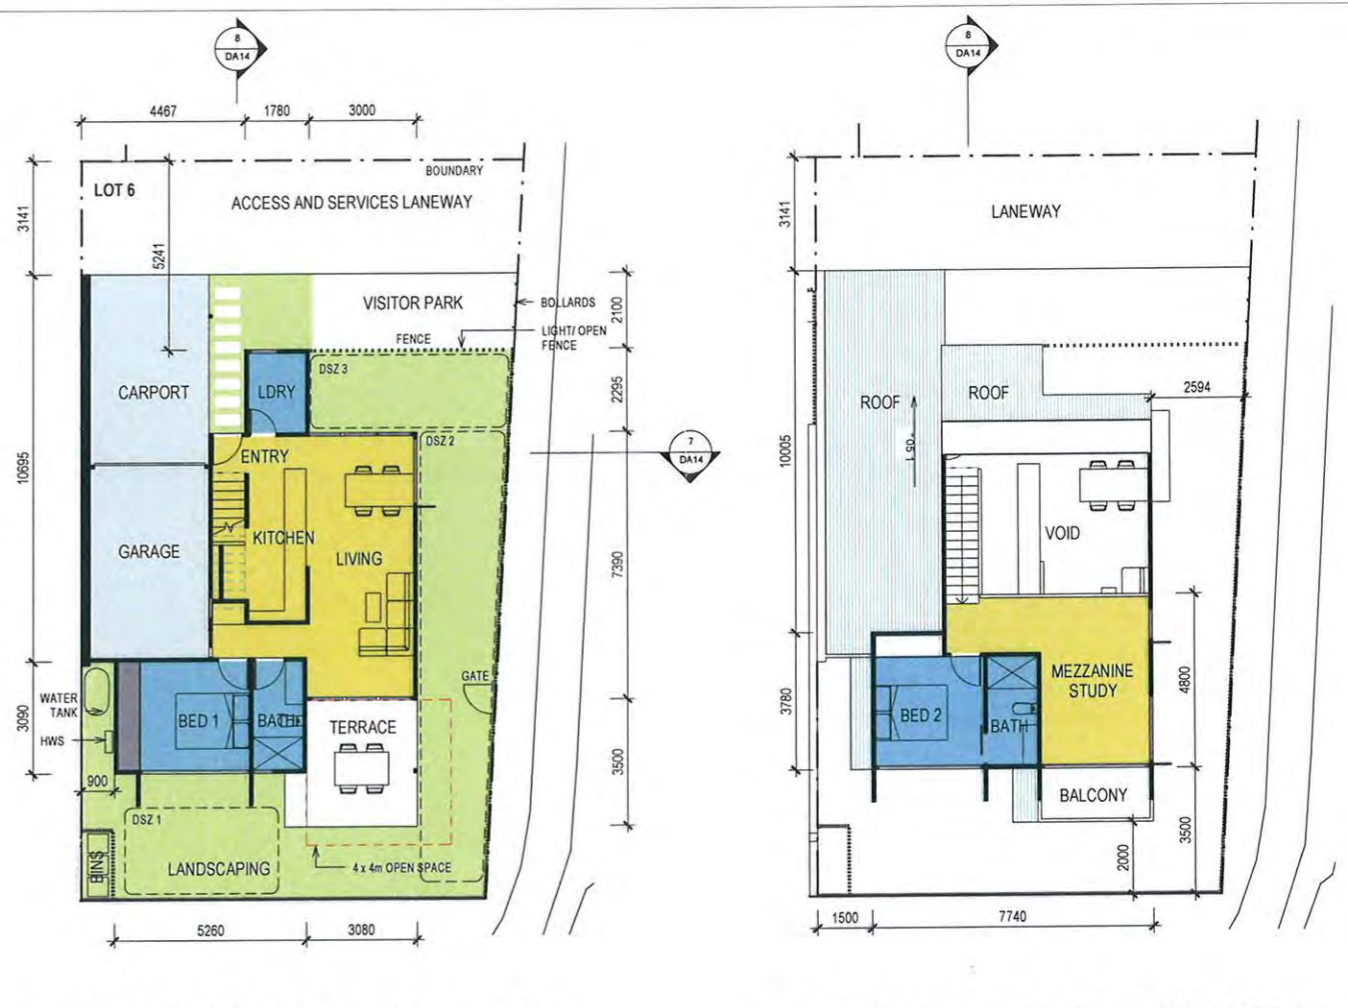 8
DA14
4467
1780
3000
LOT 6
BOUNDARY
ACCESS AND SERVICES LANEWAY
3141
5241
VISITOR PARK
BOLLARDS
2100
LIGHT/ OPEN
FENCE
FENCE
DSZ 3
CARPORT
LDRY
2295
DSZ 2
7
DA14
ENTRY
10695
KITCHEN
GARAGE
LIVING
7390
GATE
WATER
TANK
BED 1
BATH
TERRACE
3090
HWS
900
3500
DSZ 1
BINS
LANDSCAPING
4 x 4m OPEN SPACE
5260
3080
8
DA14
3141
LANEWAY
ROOF
ROOF
2594
10005
VOID
MEZZANINE
STUDY
4800
3780
BED 2
BATH
BALCONY
2000
3500
1500
7740